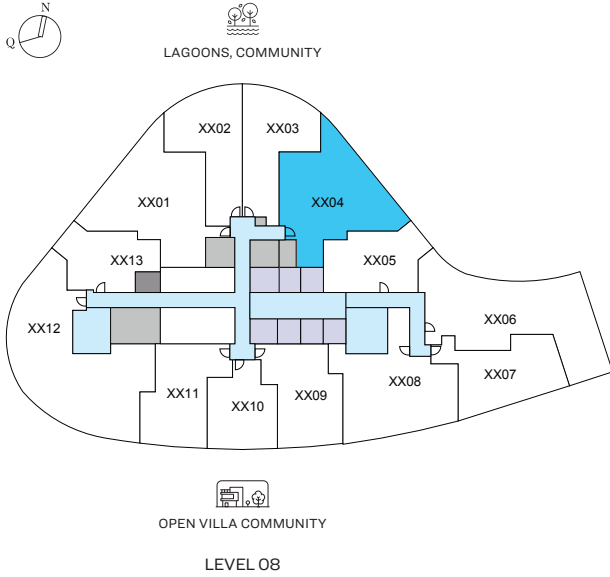 N
Q
LAGOONS, COMMUNITY
XX02
XX03
XX01
XX04
XX13
XX05
XX12
XX06
XX11
XX10
XX09
XX08
XX07
OPEN VILLA COMMUNITY
LEVEL 08